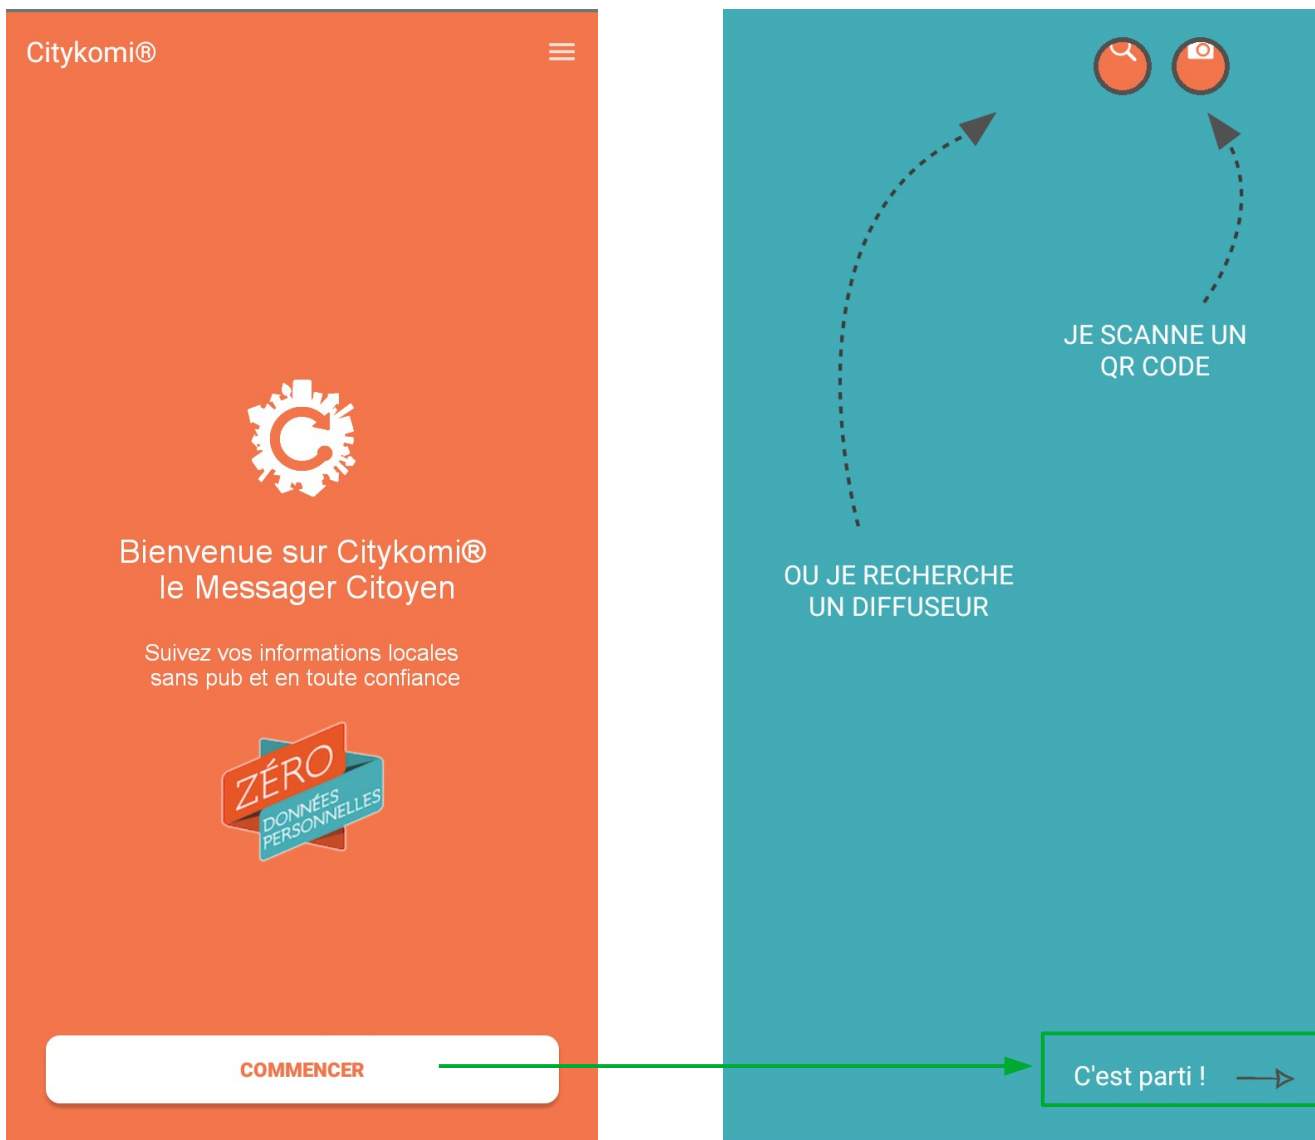 Citykomi®
Bienvenue sur Citykomi®
le Messager Citoyen
Suivez vos informations locales
sans pub et en toute confiance
ZÉRO
DONNÉES
PERSONNELLES
COMMENCER
JE SCANNE UN
QR CODE
OU JE RECHERCHE
UN DIFFUSEUR
C'est parti !